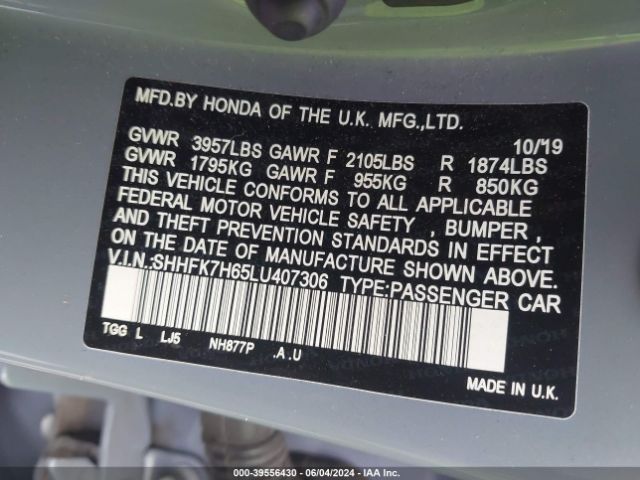 MFD.BY HONDA OF THE U.K. MFG.,LTD.
10/19
GVWR 3957LBS GAWR F 2105LBS R 1874LBS
GVWR 1795KG GAWR F 955KG R 850KG
THIS VEHICLE CONFORMS TO ALL APPLICABLE
FEDERAL MOTOR VEHICLE SAFETY , BUMPER ,
AND THEFT PREVENTION STANDARDS IN EFFECT
ON THE DATE OF MANUFACTURE SHOWN ABOVE.
V.I.N.:SHHFK7H65LU407306 TYPE:PASSENGER CAR
TGG L LJ5 NH877P .A.U
MADE IN U.K.
000-39556430 - 06/04/2024 - IAA Inc.